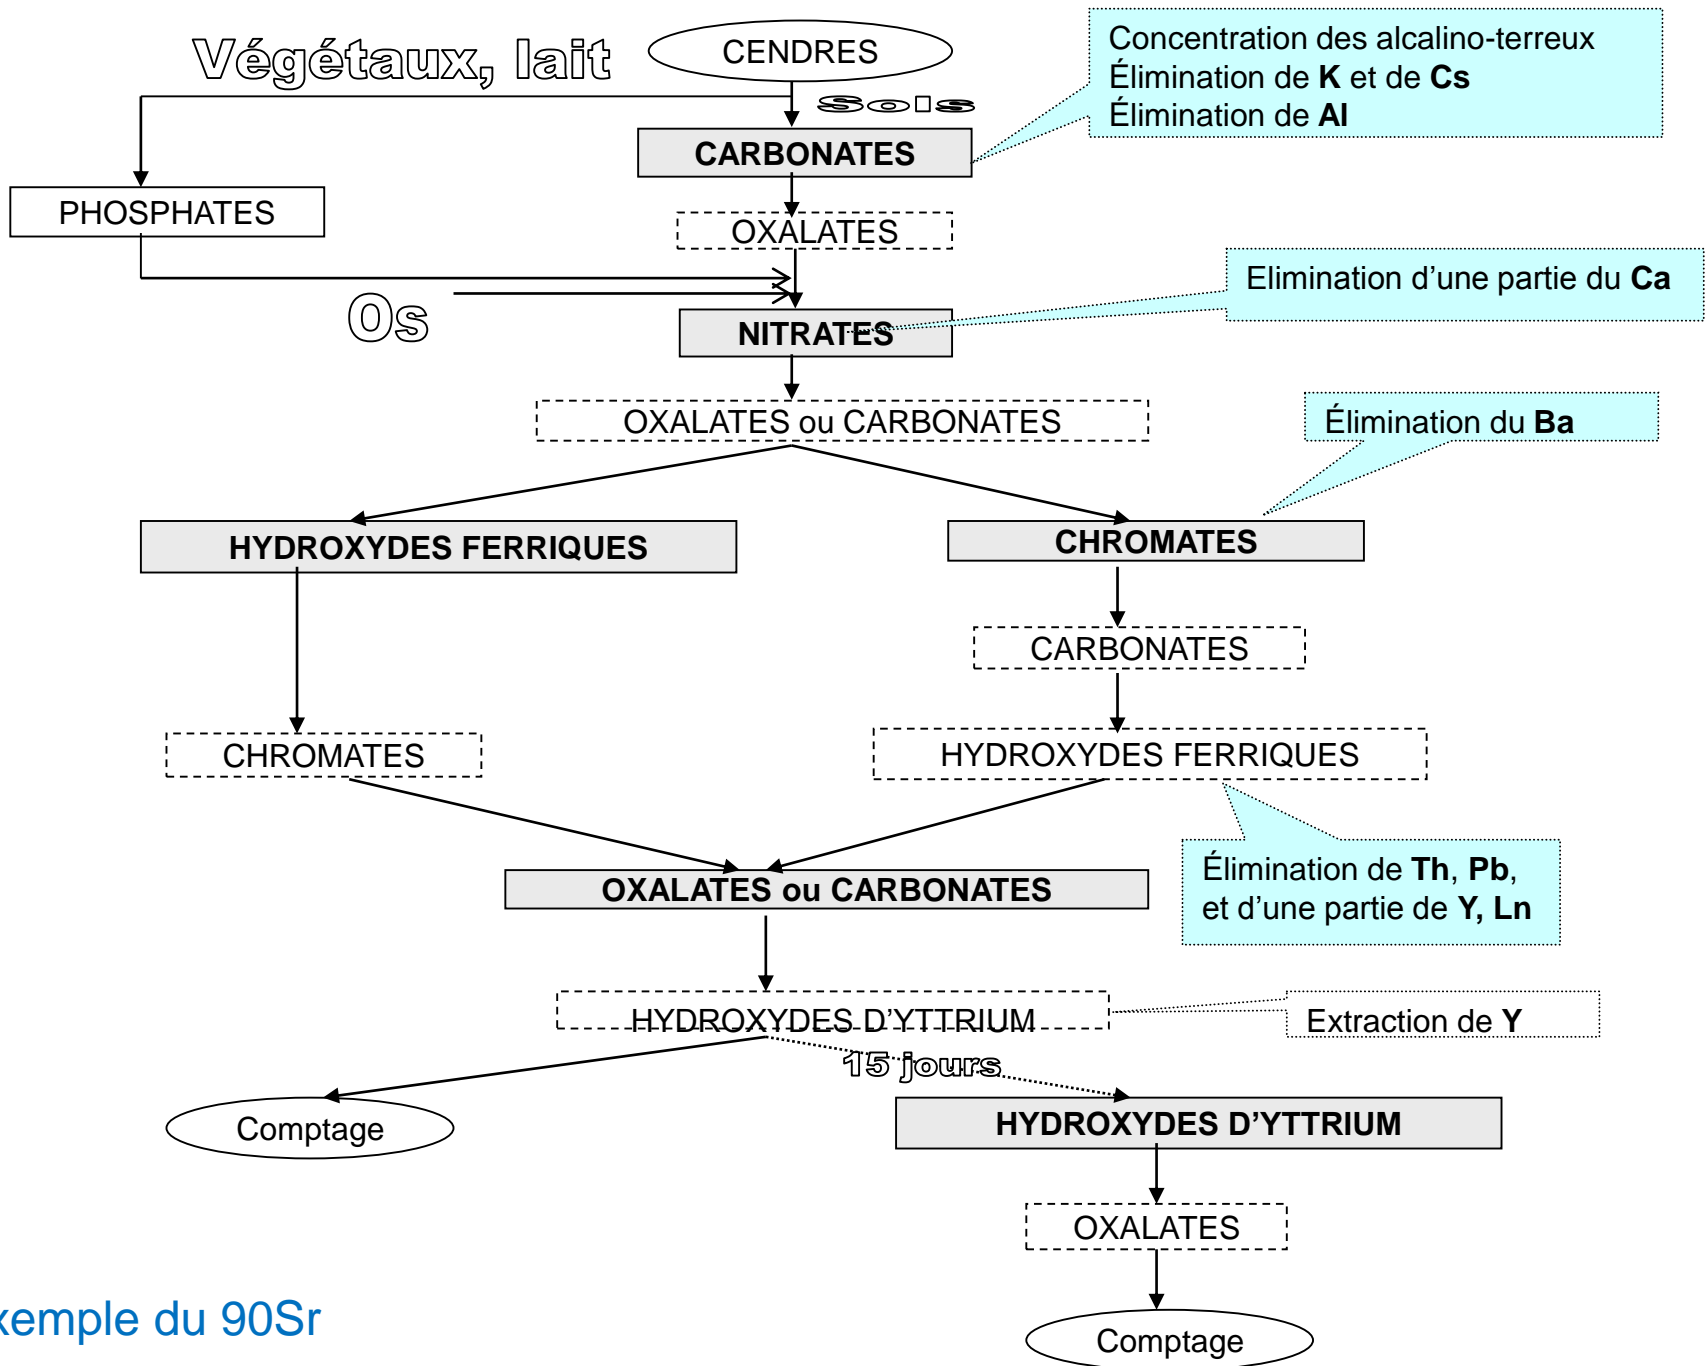 Végétaux, lait
CENDRES
Concentration des alcalino-terreux
Élimination de K et de Cs
Élimination de Al
Sols
CARBONATES
PHOSPHATES
OXALATES
Elimination d'une partie du Ca
Os
NITRATES
OXALATES ou CARBONATES
Élimination du Ba
HYDROXYDES FERRIQUES
CHROMATES
CARBONATES
CHROMATES
HYDROXYDES FERRIQUES
Élimination de Th, Pb,
et d'une partie de Y, Ln
OXALATES ou CARBONATES
HYDROXYDES D'YTTRIUM
Extraction de Y
15 jours
Comptage
HYDROXYDES D'YTTRIUM
OXALATES
xemple du 90Sr
Comptage